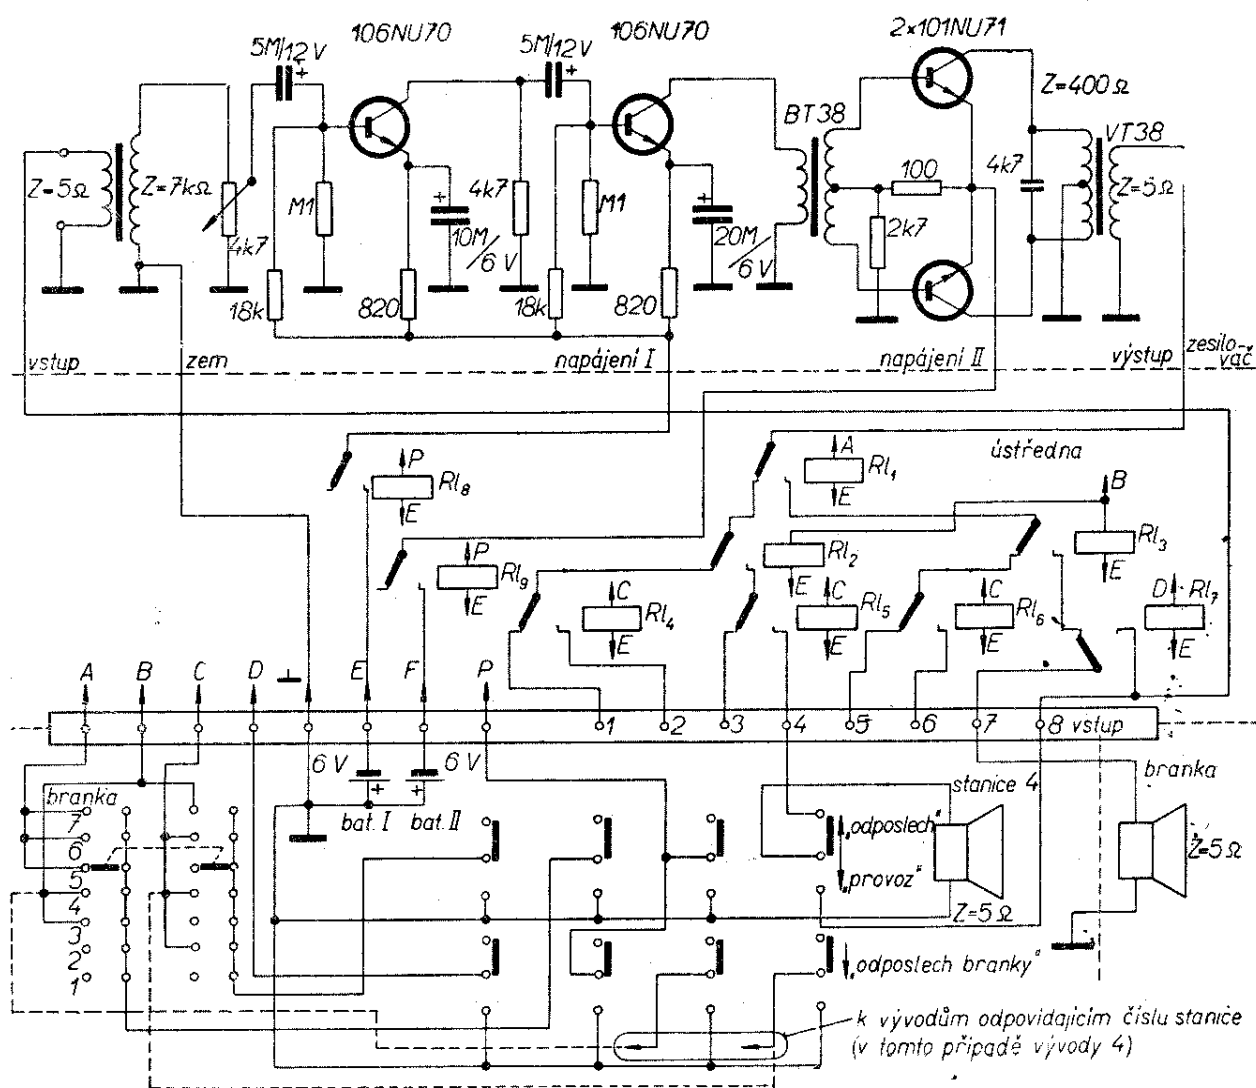 106NU70
106NU70
2×101NU71
5M/12V
5M/12V
Z=400Ω
BT38
VT38
Z=5Ω
Z=7kΩ
4k7
M1
18k
820
10M/6V
4k7
M1
18k
820
20M/6V
100
2k7
4k7
Z=5Ω
vstup
zem
napájení I
napájení II
výstup
zesilo-
vač
ústředna
P
Rl8
E
A
Rl1
E
B
P
Rl9
E
Rl2
E
Rl3
E
C
Rl4
E
C
Rl5
E
C
Rl6
E
D
Rl7
E
A B C D ⊥ E F P
1 2 3 4 5 6 7 8 vstup
6V
6V
bat. I
bat. II
branka
7
6
5
4
3
2
1
stanice 4
branka
„odposlech"
„provoz"
Z=5Ω
Z=5Ω
„odposlech branky"
k vývodům odpovídajícím číslu stanice
(v tomto případě vývody 4)